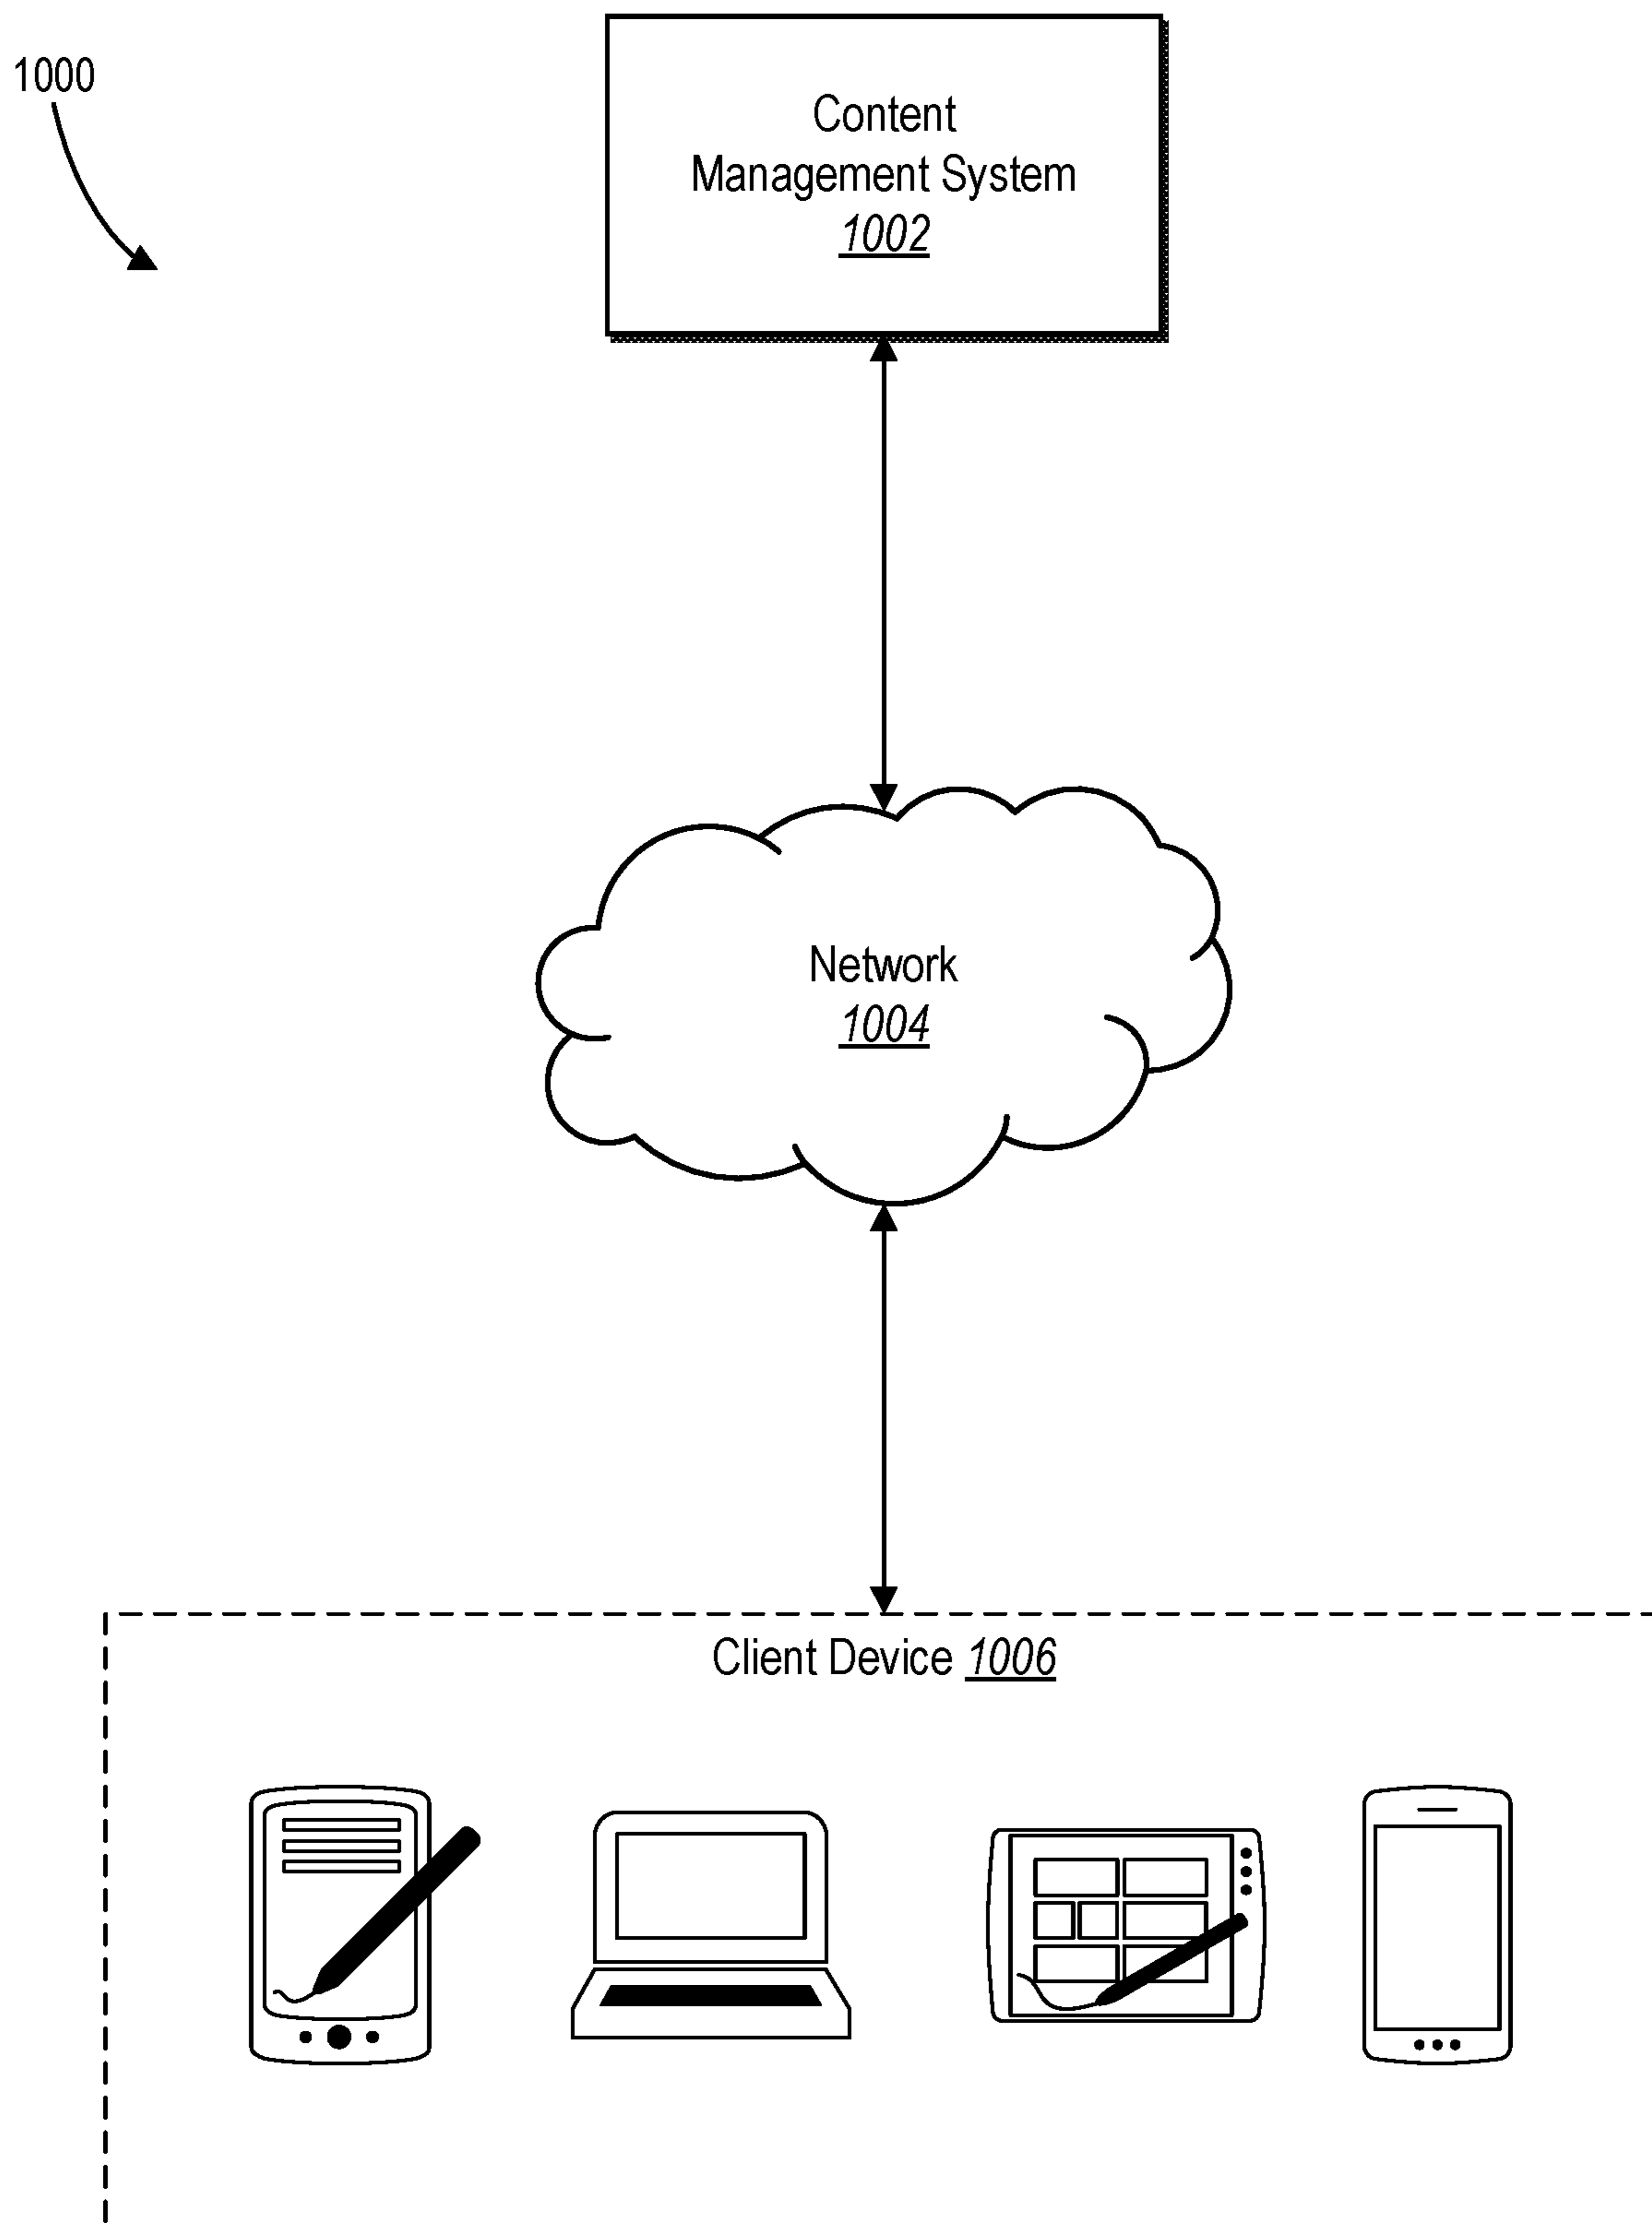 1000
Content
Management System
1002
Network
1004
Client Device 1006